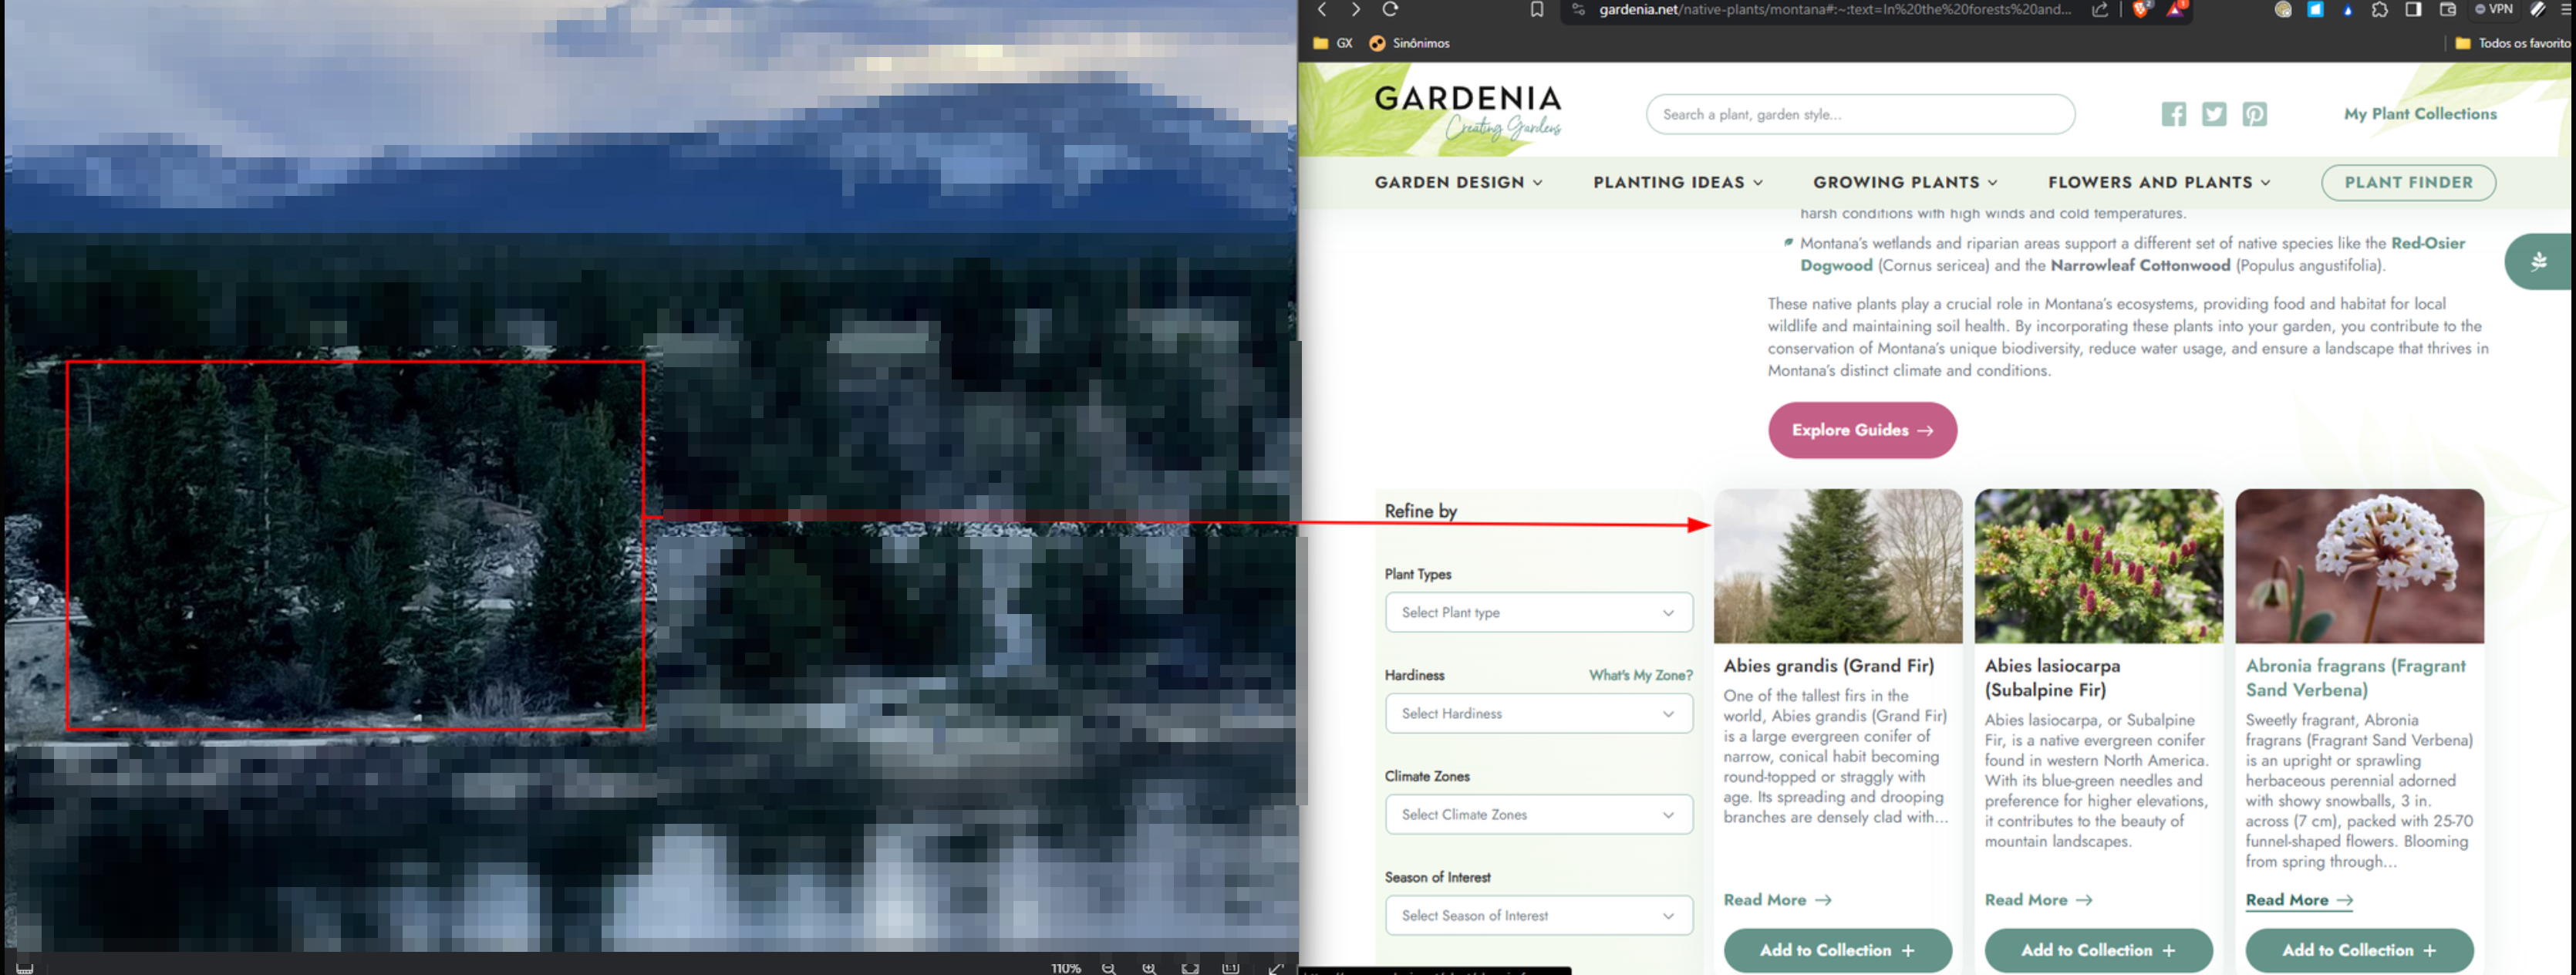 gardenia.net/native-plants/montana#:~:text=In%20the%20forests%20and...
VPN
GX
Sinônimos
Todos os favorito
GARDENIA
Creating Gardens
Search a plant, garden style...
My Plant Collections
GARDEN DESIGN
PLANTING IDEAS
GROWING PLANTS
FLOWERS AND PLANTS
PLANT FINDER
harsh conditions with high winds and cold temperatures.
Montana's wetlands and riparian areas support a different set of native species like the Red-Osier
Dogwood (Cornus sericea) and the Narrowleaf Cottonwood (Populus angustifolia).
These native plants play a crucial role in Montana's ecosystems, providing food and habitat for local
wildlife and maintaining soil health. By incorporating these plants into your garden, you contribute to the
conservation of Montana's unique biodiversity, reduce water usage, and ensure a landscape that thrives in
Montana's distinct climate and conditions.
Explore Guides →
Refine by
Plant Types
Select Plant type
Hardiness
What's My Zone?
Select Hardiness
Climate Zones
Select Climate Zones
Season of Interest
Select Season of Interest
Abies grandis (Grand Fir)
One of the tallest firs in the
world, Abies grandis (Grand Fir)
is a large evergreen conifer of
narrow, conical habit becoming
round-topped or straggly with
age. Its spreading and drooping
branches are densely clad with...
Read More →
Add to Collection +
Abies lasiocarpa
(Subalpine Fir)
Abies lasiocarpa, or Subalpine
Fir, is a native evergreen conifer
found in western North America.
With its blue-green needles and
preference for higher elevations,
it contributes to the beauty of
mountain landscapes.
Read More →
Add to Collection +
Abronia fragrans (Fragrant
Sand Verbena)
Sweetly fragrant, Abronia
fragrans (Fragrant Sand Verbena)
is an upright or sprawling
herbaceous perennial adorned
with showy snowballs, 3 in.
across (7 cm), packed with 25-70
funnel-shaped flowers. Blooming
from spring through...
Read More →
Add to Collection +
110%